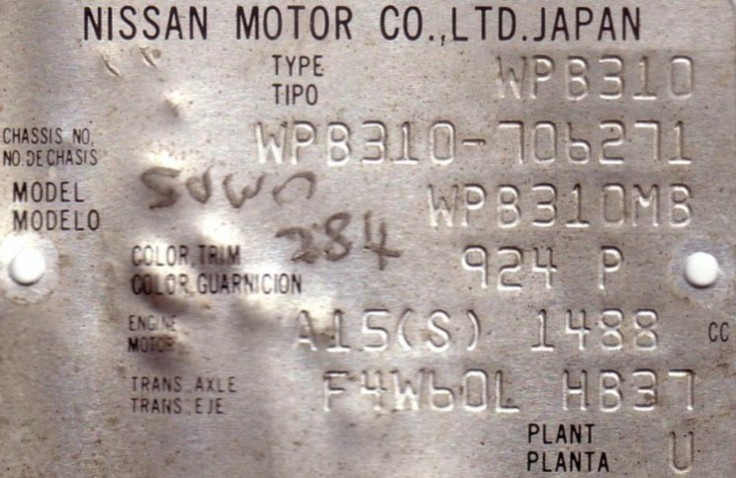 NISSAN MOTOR CO.,LTD.JAPAN
TYPE
TIPO
WPB310
CHASSIS NO.
NO.DE CHASIS
WPB310-706271
MODEL
MODELO
WPB310MB
284
COLOR,TRIM
COLOR,GUARNICION
924 P
ENGINE
MOTOR
A15(S) 1488 CC
TRANS.AXLE
TRANS.EJE
F4W60L HB37
PLANT
PLANTA
U